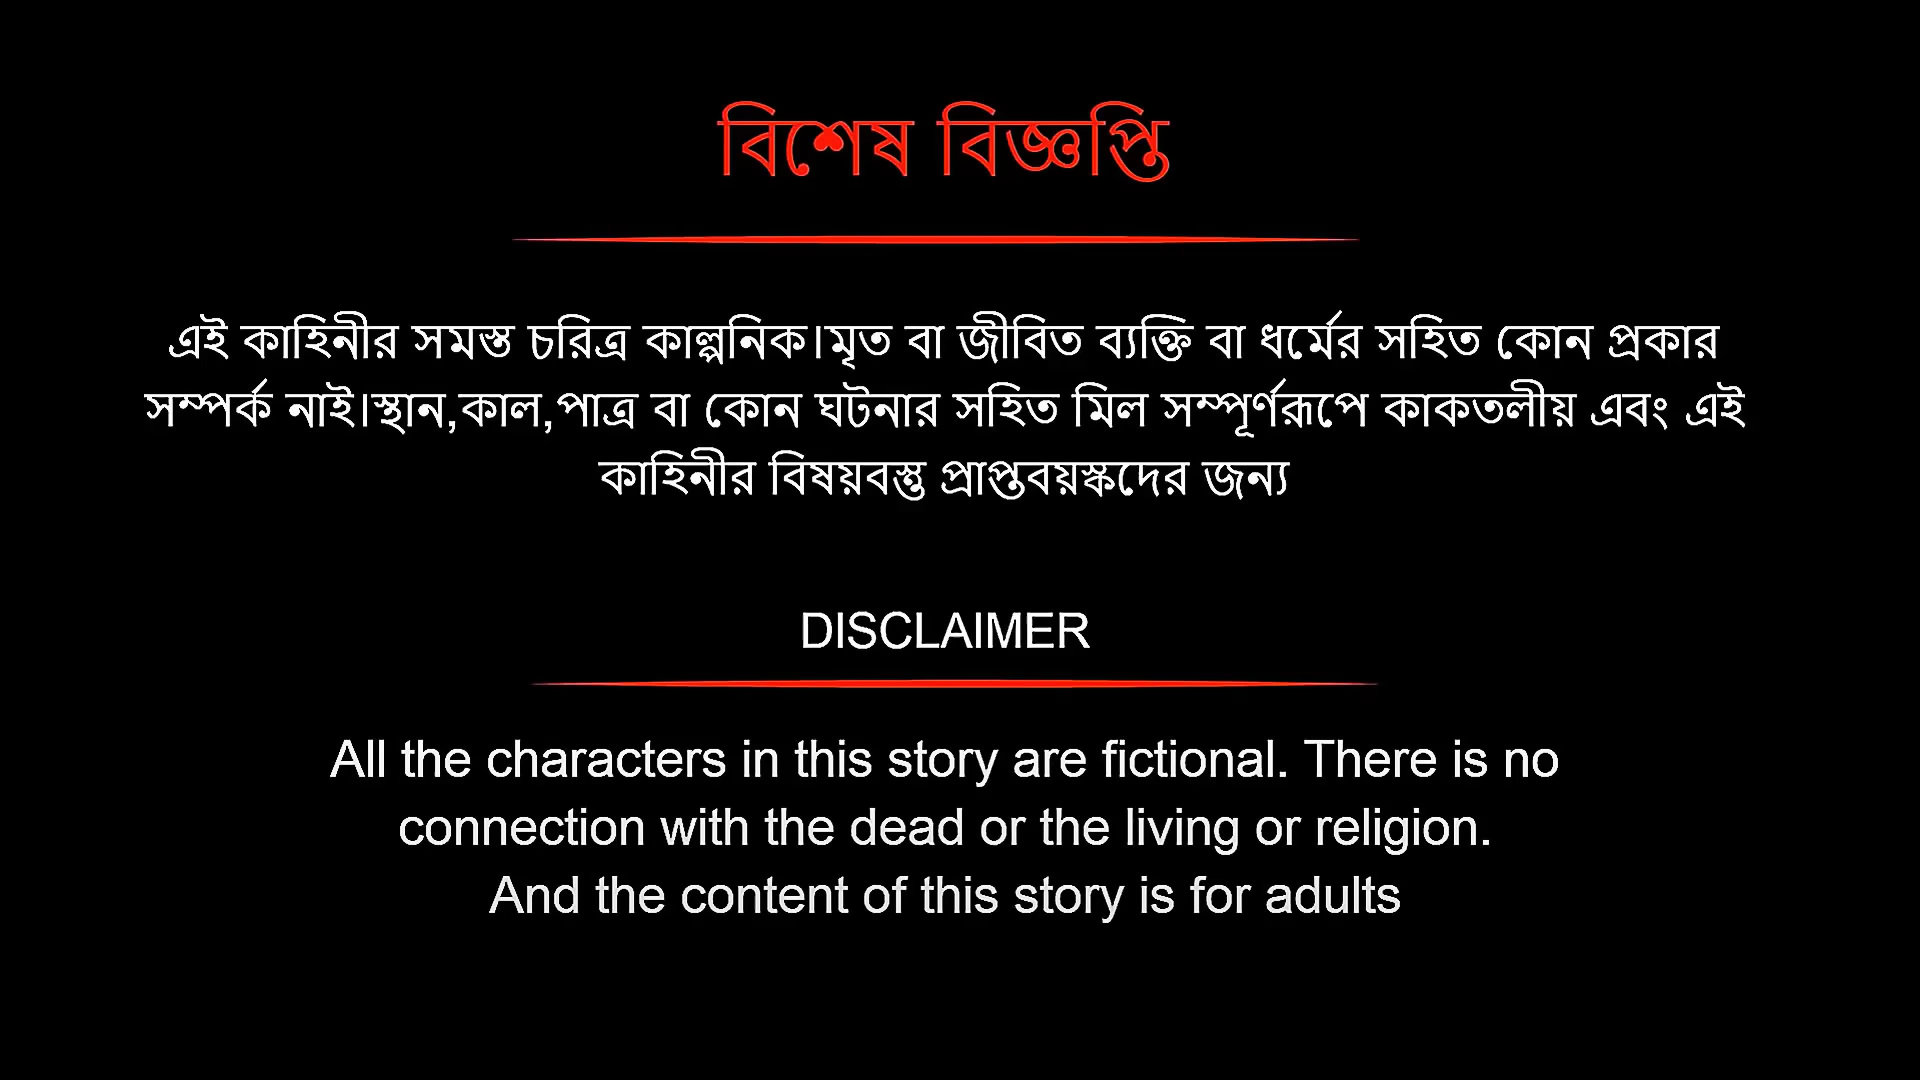 বিশেষ বিজ্ঞপ্তি
এই কাহিনীর সমস্ত চরিত্র কাল্পনিক।মৃত বা জীবিত ব্যক্তি বা ধর্মের সহিত কোন প্রকার
সম্পর্ক নাই।স্থান,কাল,পাত্র বা কোন ঘটনার সহিত মিল সম্পূর্ণরূপে কাকতলীয় এবং এই
কাহিনীর বিষয়বস্তু প্রাপ্তবয়স্কদের জন্য
DISCLAIMER
All the characters in this story are fictional. There is no
connection with the dead or the living or religion.
And the content of this story is for adults